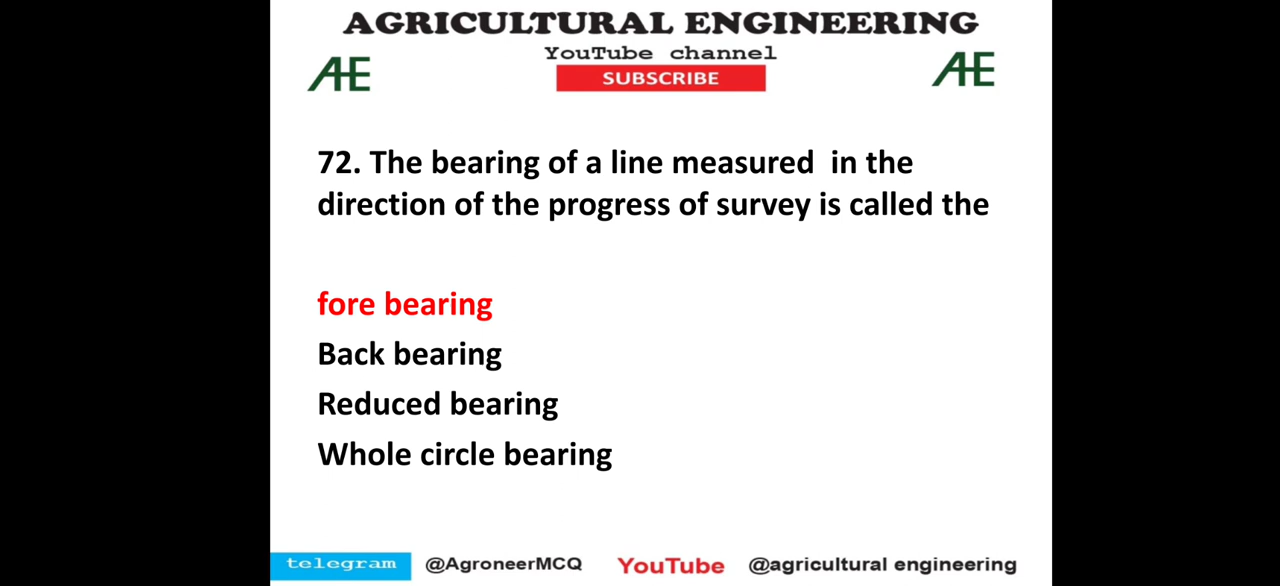 AGRICULTURAL ENGINEERING
YouTube channel
AE
SUBSCRIBE
AE
72. The bearing of a line measured in the
direction of the progress of survey is called the
fore bearing
Back bearing
Reduced bearing
Whole circle bearing
telegram @AgroneerMCQ YouTube @agricultural engineering